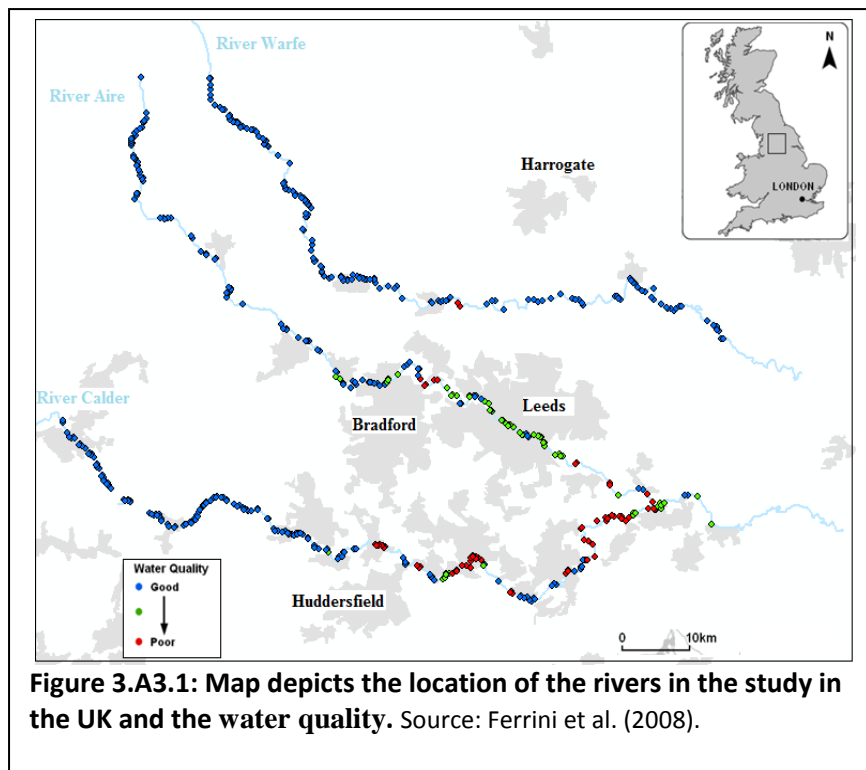 River Warfe
River Aire
N
Harrogate
LONDON
River Calder
Leeds
Bradford
Water Quality
Good
Poor
Huddersfield
0 10km
Figure 3.A3.1: Map depicts the location of the rivers in the study in
the UK and the water quality. Source: Ferrini et al. (2008).